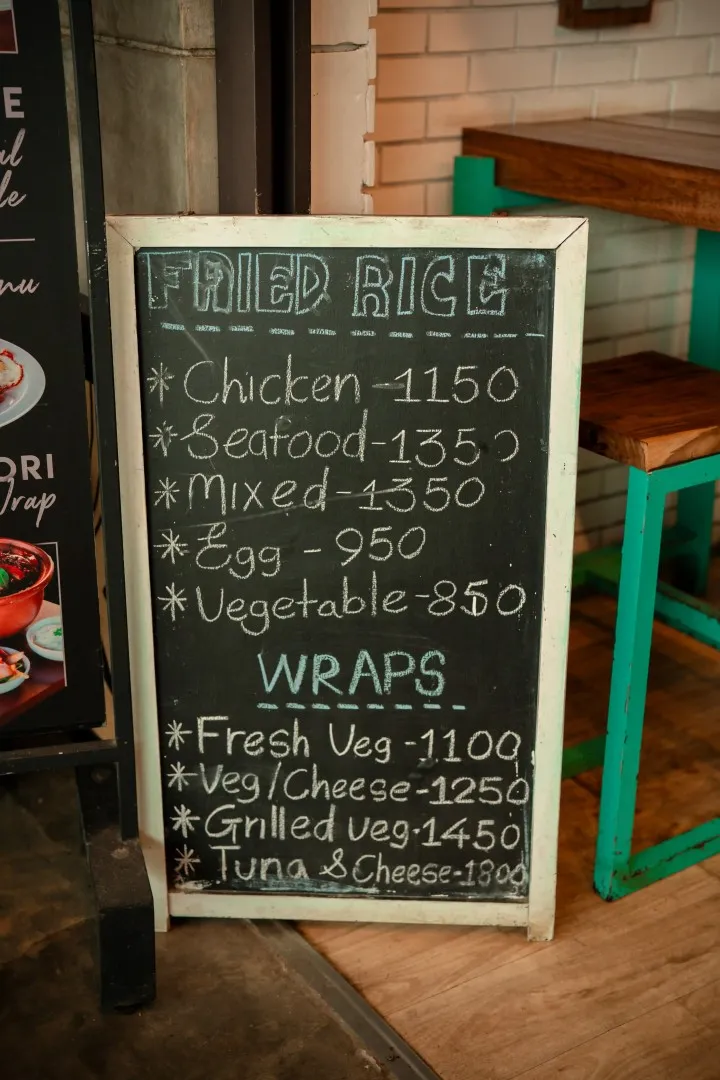 FRIED RICE
* Chicken - 1150
* Seafood - 1350
* Mixed - 1350
* Egg - 950
* Vegetable - 850
WRAPS
* Fresh Veg - 1100
* Veg/Cheese - 1250
* Grilled veg - 1450
* Tuna & Cheese - 1800